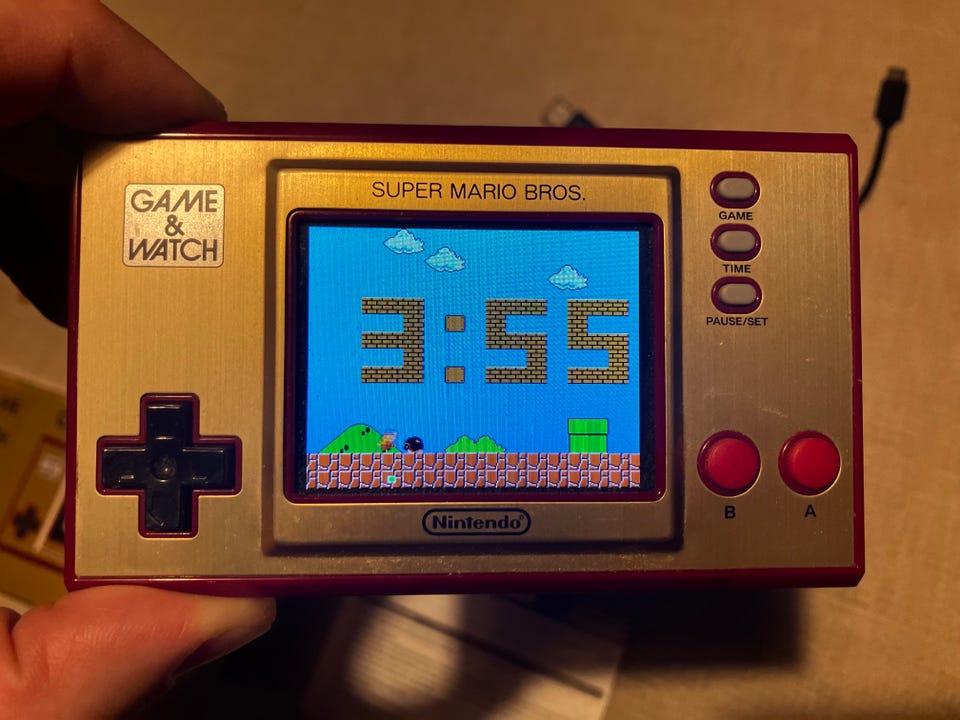 GAME
&
WATCH
SUPER MARIO BROS.
3:55
Nintendo®
GAME
TIME
PAUSE/SET
B
A